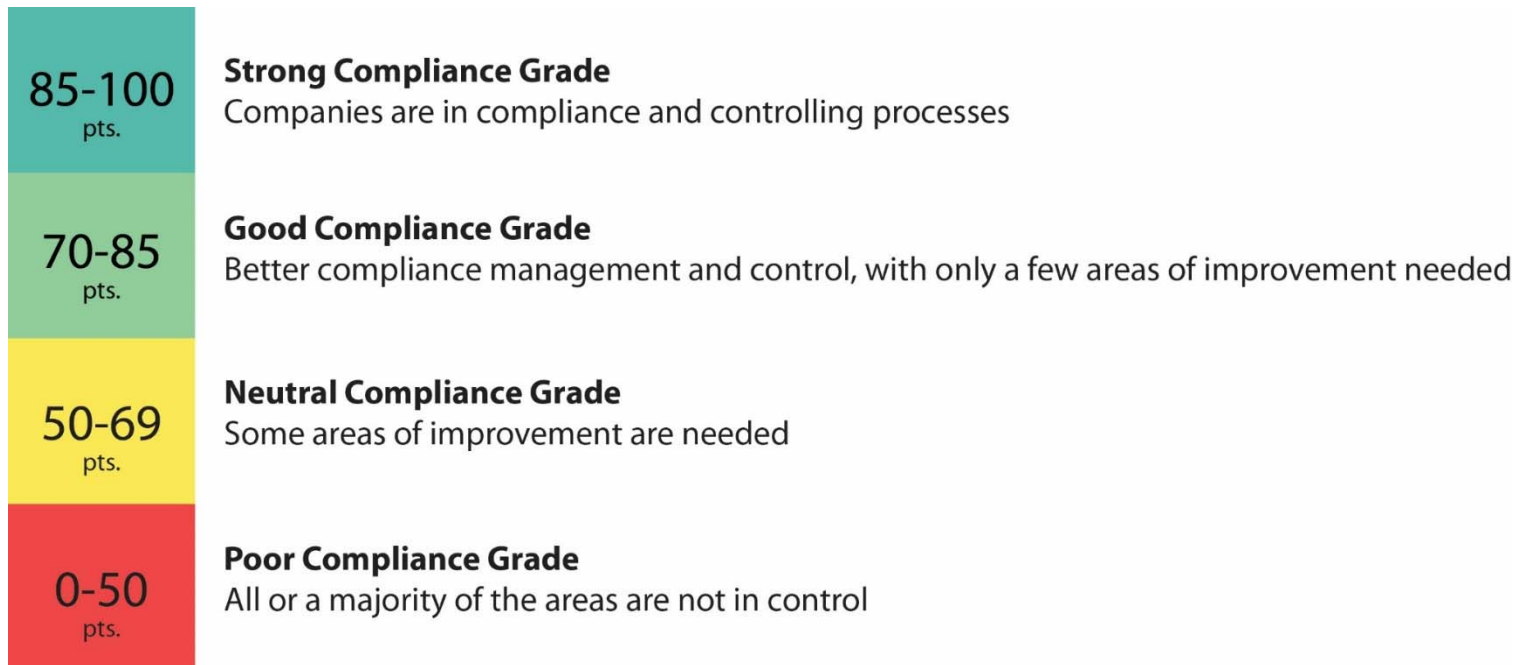 85-100
pts.
Strong Compliance Grade
Companies are in compliance and controlling processes
70-85
pts.
Good Compliance Grade
Better compliance management and control, with only a few areas of improvement needed
50-69
pts.
Neutral Compliance Grade
Some areas of improvement are needed
0-50
pts.
Poor Compliance Grade
All or a majority of the areas are not in control